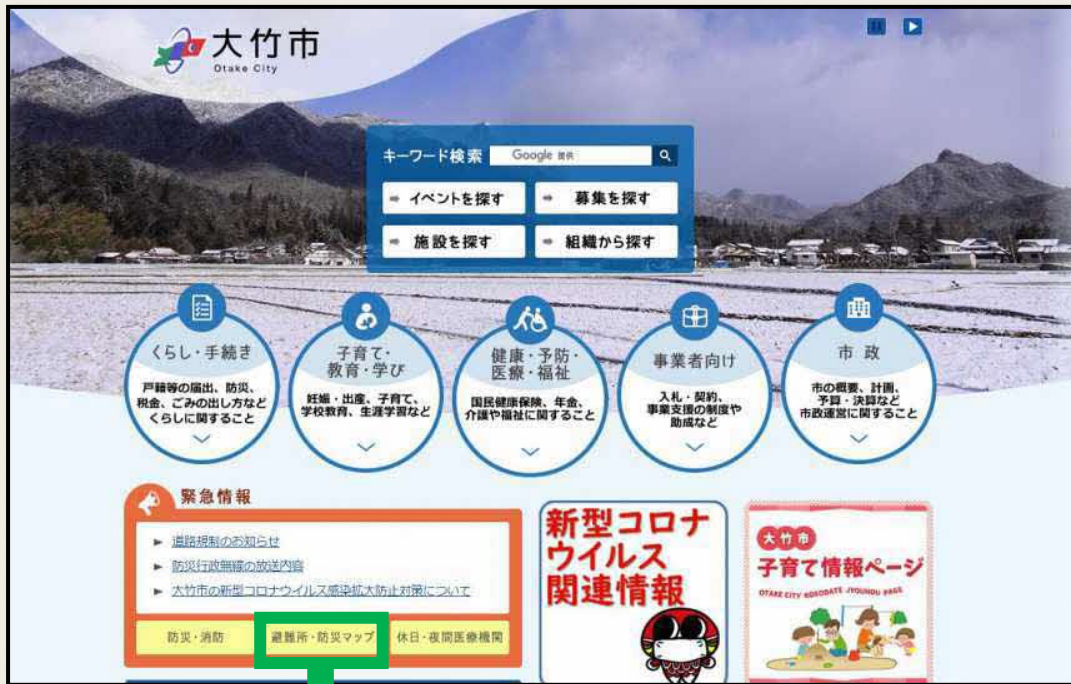 大竹市
Otake City
キーワード検索
Google 提供
イベントを探す
募集を探す
施設を探す
組織から探す
くらし・手続き
戸籍等の届出、防災、
税金、ごみの出し方など
くらしに関すること
子育て・
教育・学び
妊娠・出産、子育て、
学校教育、生涯学習など
健康・予防・
医療・福祉
国民健康保険、年金、
介護や福祉に関すること
事業者向け
入札・契約、
事業支援の制度や
助成など
市政
市の概要、計画、
予算・決算など
市政運営に関すること
緊急情報
道路規制のお知らせ
防災行政無線の放送内容
大竹市の新型コロナウイルス感染拡大防止対策について
防災・消防
避難所・防災マップ
休日・夜間医療機関
新型コロナ
ウイルス
関連情報
大竹市
子育て情報ページ
OTAKE CITY KOSODATE JYOUHOU PAGE